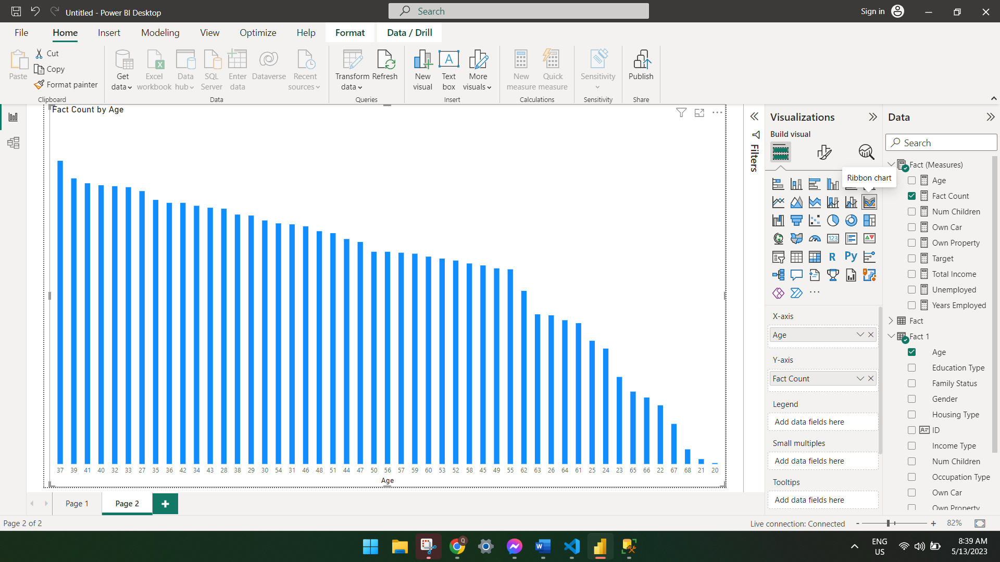 Untitled - Power BI Desktop
Search
Sign in
File Home Insert Modeling View Optimize Help Format Data / Drill
Paste
Cut
Copy
Format painter
Clipboard
Get data
Excel workbook
Data hub
SQL Server
Enter data
Dataverse
Recent sources
Data
Transform data
Refresh
Queries
New visual
Text box
More visuals
Insert
New measure
Quick measure
Calculations
Sensitivity
Sensitivity
Publish
Share
Fact Count by Age
37 39 41 40 32 33 27 35 36 42 34 43 28 38 29 30 54 31 46 48 51 44 47 50 56 57 59 60 53 52 58 45 49 55 62 63 26 64 61 25 24 23 65 66 22 67 68 21 20
Age
Filters
Visualizations
Build visual
Ribbon chart
123
R
Py
X-axis
Age
Y-axis
Fact Count
Legend
Add data fields here
Small multiples
Add data fields here
Tooltips
Add data fields here
Data
Search
Fact (Measures)
Age
Fact Count
Num Children
Own Car
Own Property
Target
Total Income
Unemployed
Years Employed
Fact
Fact 1
Age
Education Type
Family Status
Gender
Housing Type
ID
Income Type
Num Children
Occupation Type
Own Car
Own Property
Page 1
Page 2
Page 2 of 2
Live connection: Connected
- + 82%
ENG
US
8:39 AM
5/13/2023